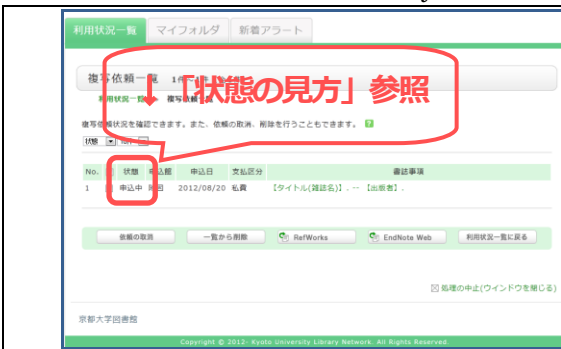 利用状況一覧 マイフォルダ 新着アラート
複写依頼一覧
↓「状態の見方」参照
利用状況一覧
複写依頼状況を確認できます。また、依頼の取消、削除を行うこともできます。
状態
No. 状態 申込館 申込日 支払区分 書誌事項
1 申込中 2012/08/20 私費 【タイトル(雑誌名)】. -- 【出版者】.
依頼の取消 一覧から削除 RefWorks EndNote Web 利用状況一覧に戻る
処理の中止(ウインドウを閉じる)
京都大学図書館
Copyright © 2012- Kyoto University Library Network. All Rights Reserved.